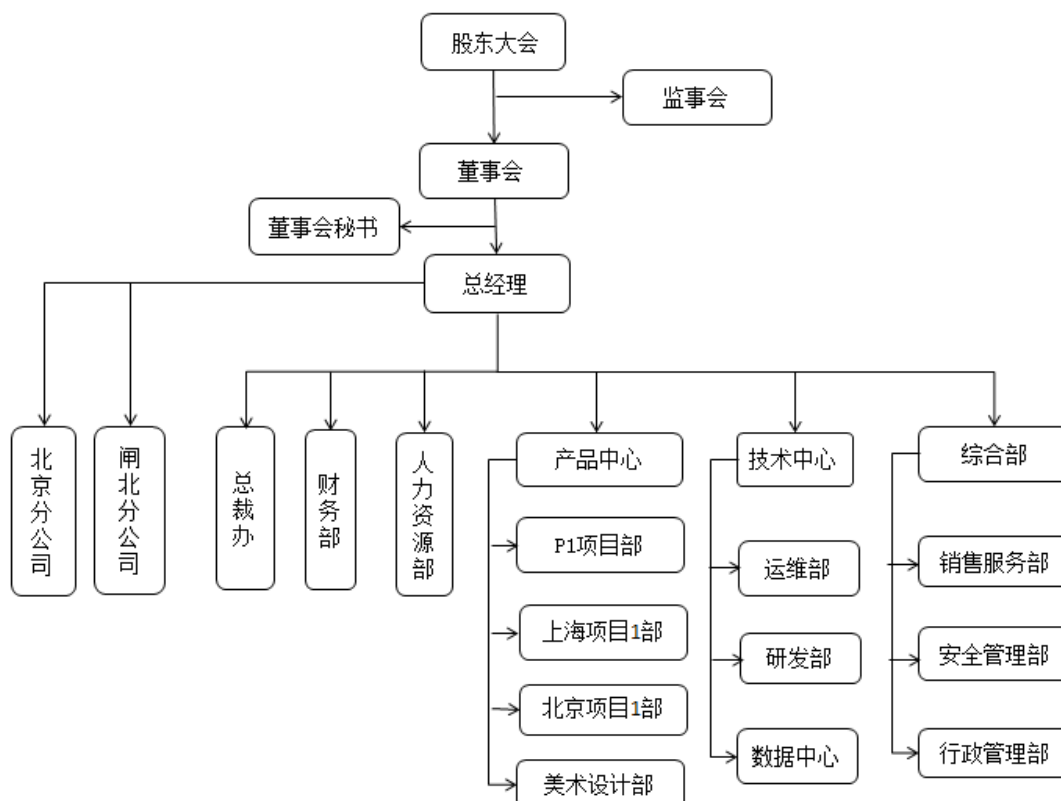 股东大会
监事会
董事会
董事会秘书
总经理
北京分公司
闸北分公司
总裁办
财务部
人力资源部
产品中心
技术中心
综合部
P1项目部
运维部
销售服务部
上海项目1部
研发部
安全管理部
北京项目1部
数据中心
行政管理部
美术设计部